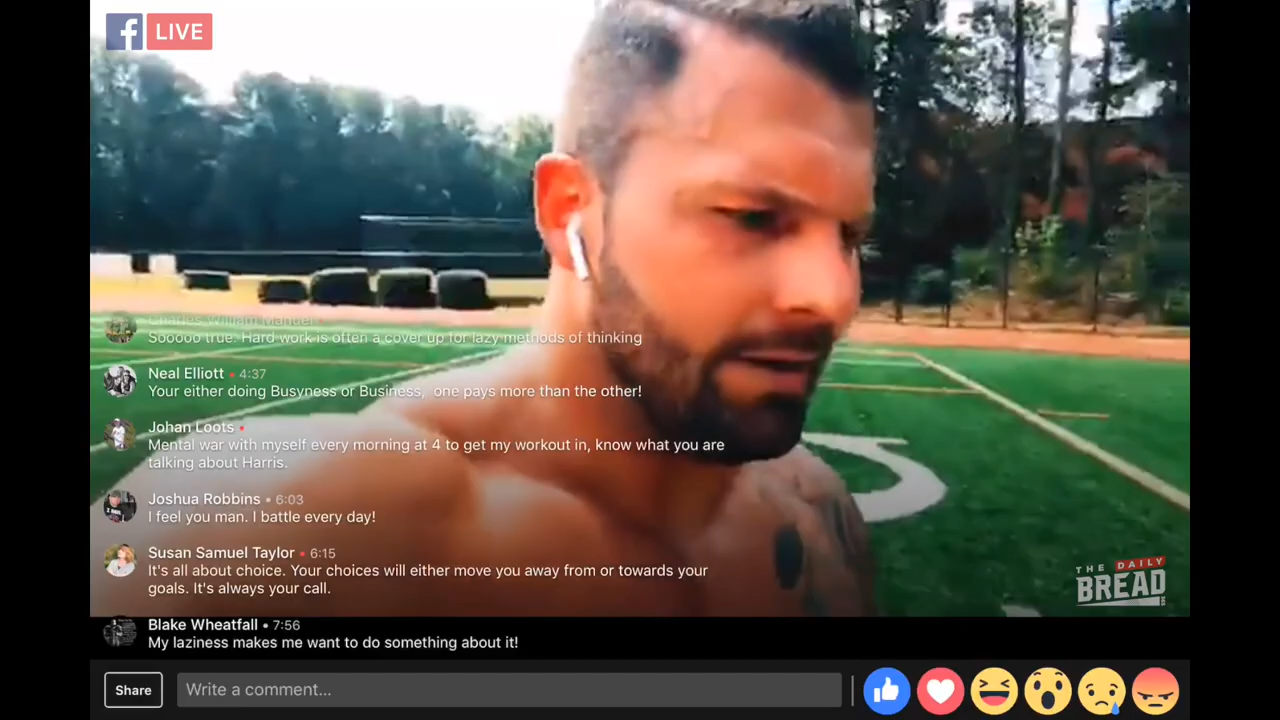 f LIVE
Charles William Manuel
Sooooo true. Hard work is often a cover up for lazy methods of thinking
Neal Elliott • 4:37
Your either doing Busyness or Business, one pays more than the other!
Johan Loots •
Mental war with myself every morning at 4 to get my workout in, know what you are
talking about Harris.
Joshua Robbins • 6:03
I feel you man. I battle every day!
Susan Samuel Taylor • 6:15
It's all about choice. Your choices will either move you away from or towards your
goals. It's always your call.
THE DAILY
BREAD
Blake Wheatfall • 7:56
My laziness makes me want to do something about it!
Share
Write a comment...